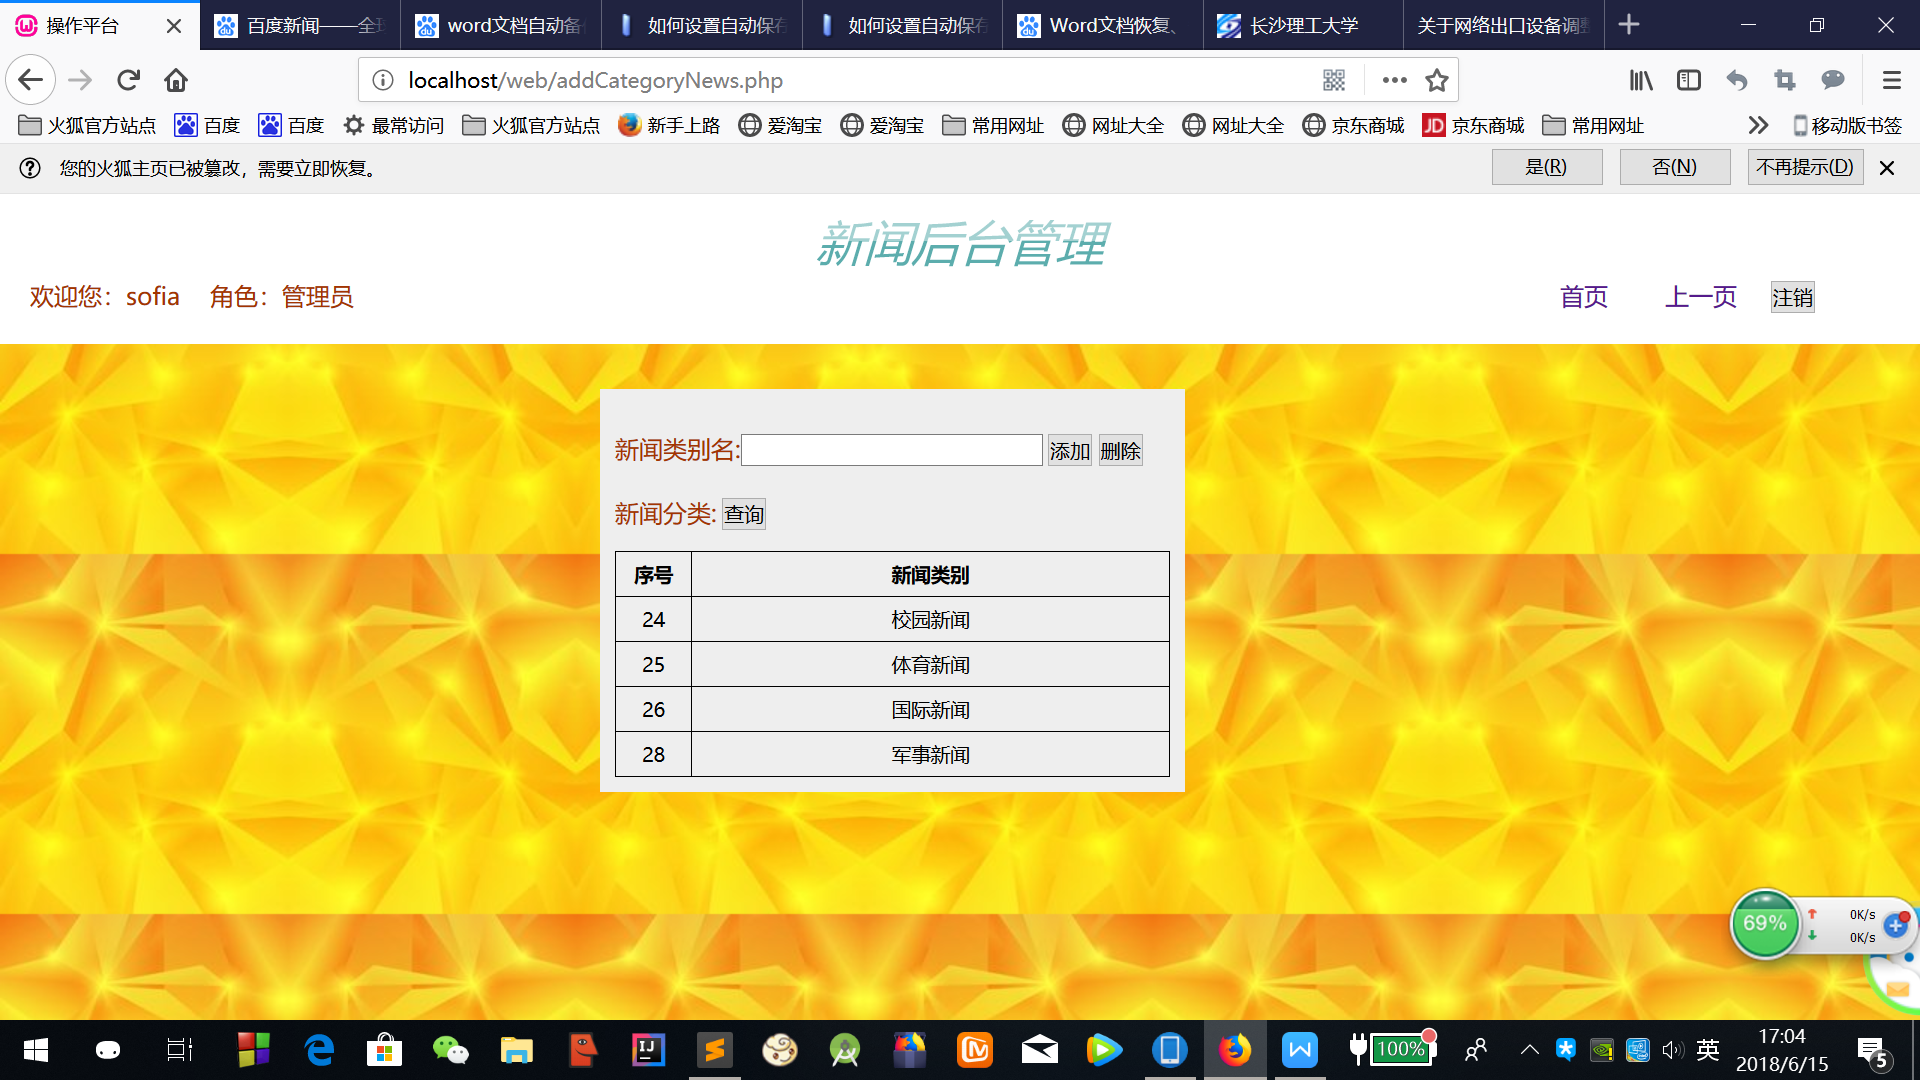 操作平台
百度新闻——全球
word文档自动备份
如何设置自动保存
如何设置自动保存
Word文档恢复、
长沙理工大学
关于网络出口设备调整
localhost/web/addCategoryNews.php
火狐官方站点
百度
百度
最常访问
火狐官方站点
新手上路
爱淘宝
爱淘宝
常用网址
网址大全
网址大全
京东商城
JD 京东商城
常用网址
移动版书签
您的火狐主页已被篡改，需要立即恢复。
是(R)
否(N)
不再提示(D)
新闻后台管理
欢迎您：sofia 角色：管理员
首页
上一页
注销
新闻类别名: 添加 删除
新闻分类: 查询
序号 新闻类别
24 校园新闻
25 体育新闻
26 国际新闻
28 军事新闻
69%
0K/s
0K/s
100%
英
17:04
2018/6/15
5